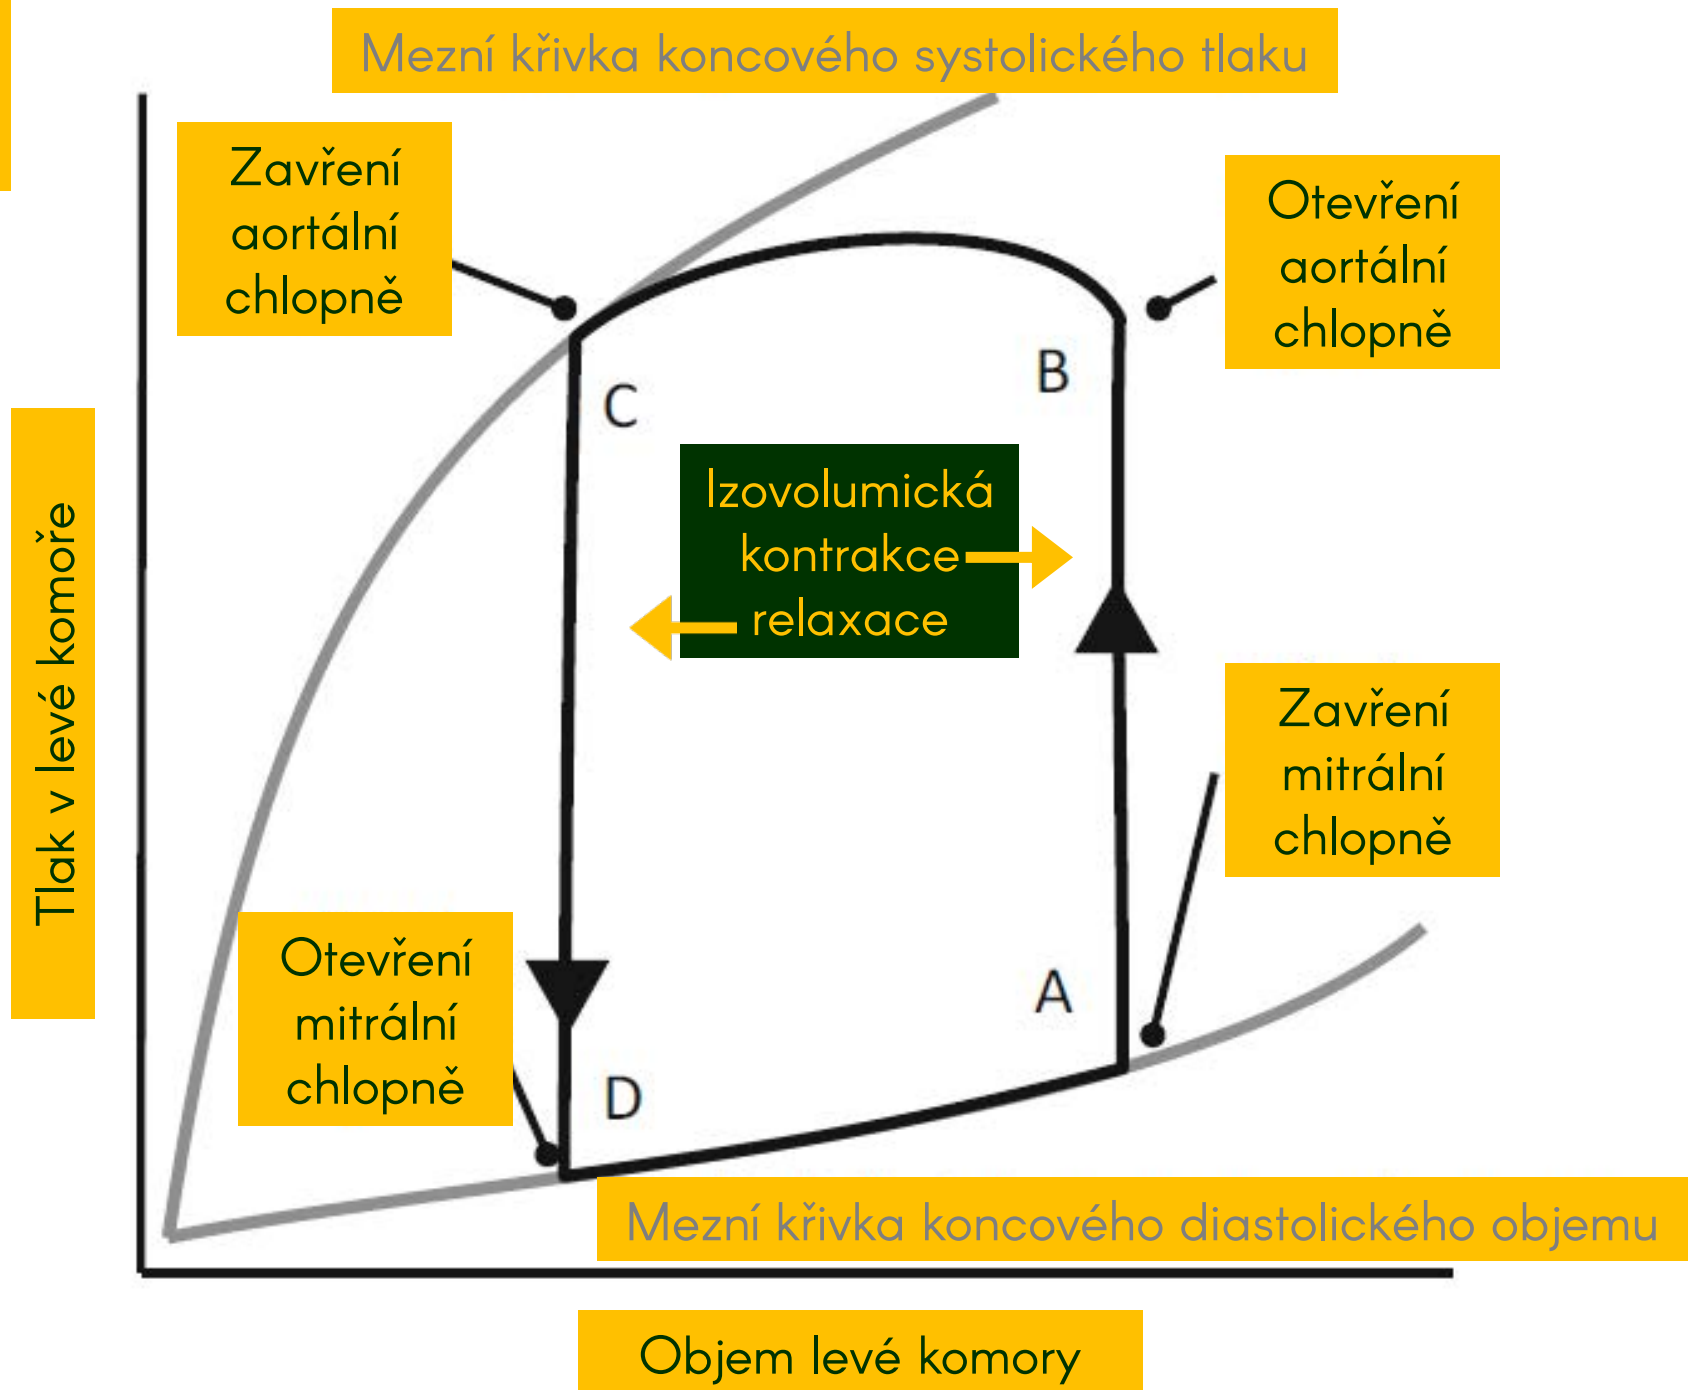 Mezní křivka koncového systolického tlaku
Zavření
aortální
chlopně
Otevření
aortální
chlopně
C
B
Izovolumická
kontrakce
relaxace
Tlak v levé komoře
Zavření
mitrální
chlopně
Otevření
mitrální
chlopně
A
D
Mezní křivka koncového diastolického objemu
Objem levé komory